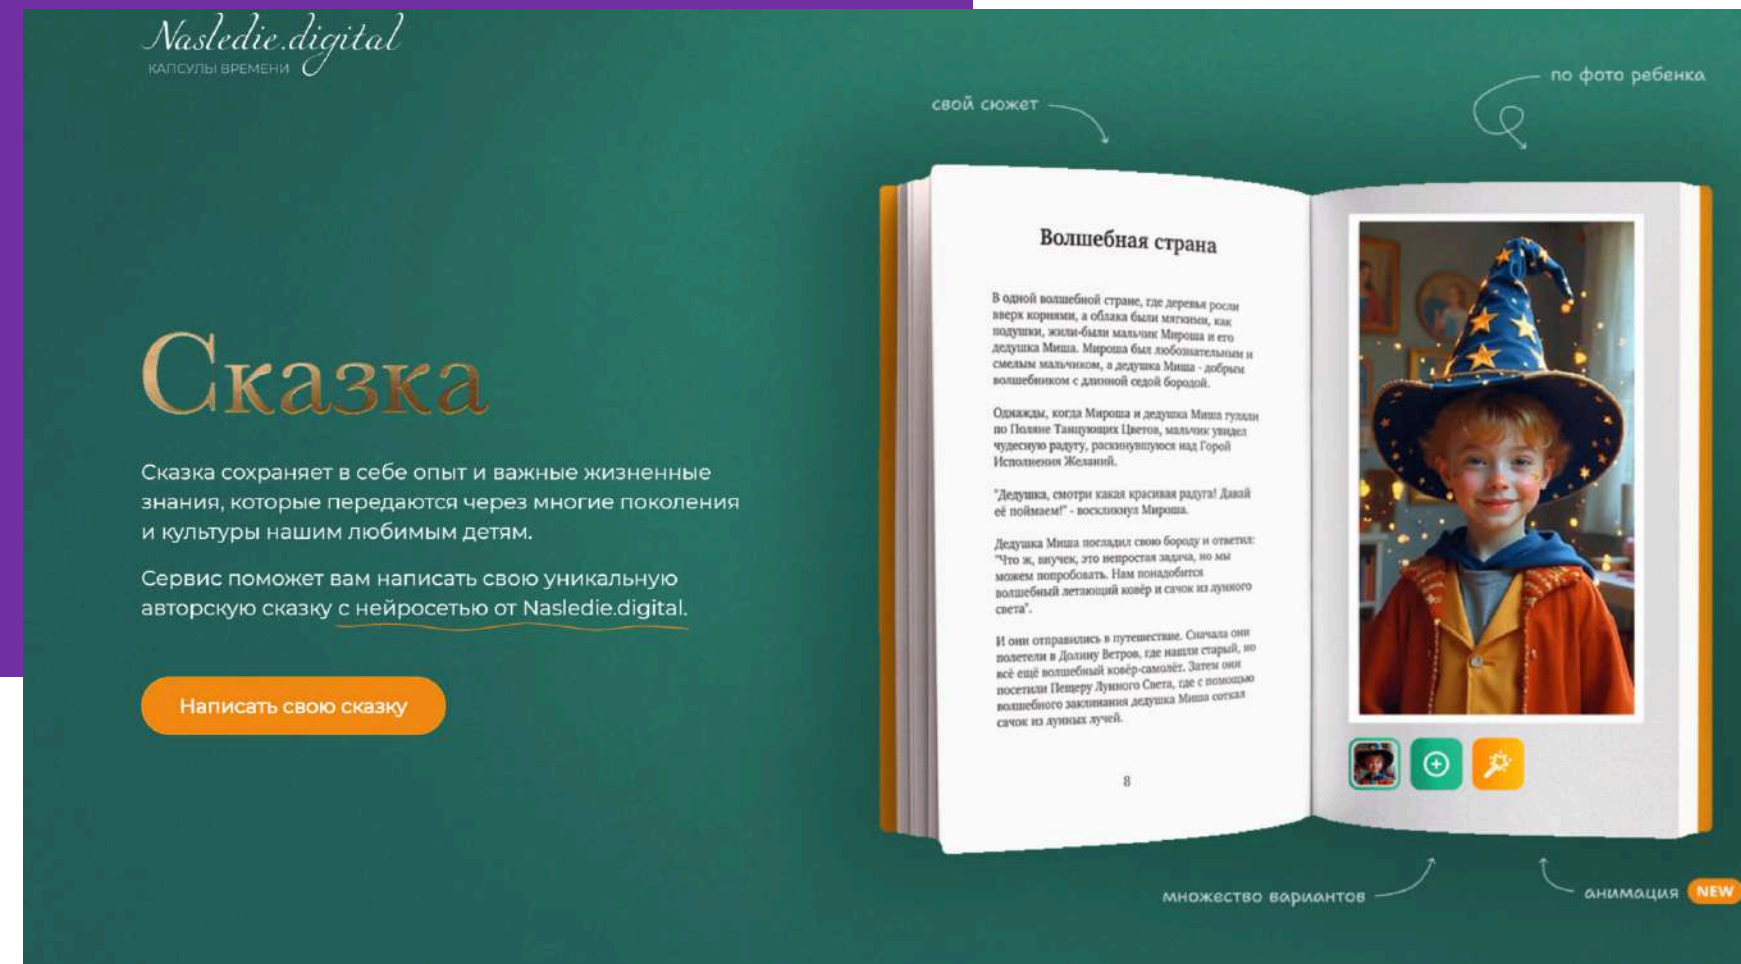 Nasledie.digital
КАПСУЛЫ ВРЕМЕНИ
Сказка
Сказка сохраняет в себе опыт и важные жизненные
знания, которые передаются через многие поколения
и культуры нашим любимым детям.
Сервис поможет вам написать свою уникальную
авторскую сказку с нейросетью от Nasledie.digital.
Написать свою сказку
свой сюжет
по фото ребенка
Волшебная страна
В одной волшебной стране, где деревья росли
вверх корнями, а облака были мягкими, как
подушки, жили-были мальчик Мироша и его
дедушка Миша. Мироша был любознательным и
смелым мальчиком, а дедушка Миша - добрым
волшебником с длинной седой бородой.
Однажды, когда Мироша и дедушка Миша гуляли
по Поляне Танцующих Цветов, мальчик увидел
чудесную радугу, раскинувшуюся над Горой
Исполнения Желаний.
"Дедушка, смотри какая красивая радуга! Давай
её поймаем!" - воскликнул Мироша.
Дедушка Миша погладил свою бороду и ответил:
"Что ж, внучек, это непростая задача, но мы
можем попробовать. Нам понадобится
волшебный летающий ковёр и сачок из лунного
света".
И они отправились в путешествие. Сначала они
полетели в Долину Ветров, где нашли старый, но
всё ещё волшебный ковёр-самолёт. Затем они
посетили Пещеру Лунного Света, где с помощью
волшебного заклинания дедушка Миша соткал
сачок из лунных лучей.
8
множество вариантов
анимация NEW